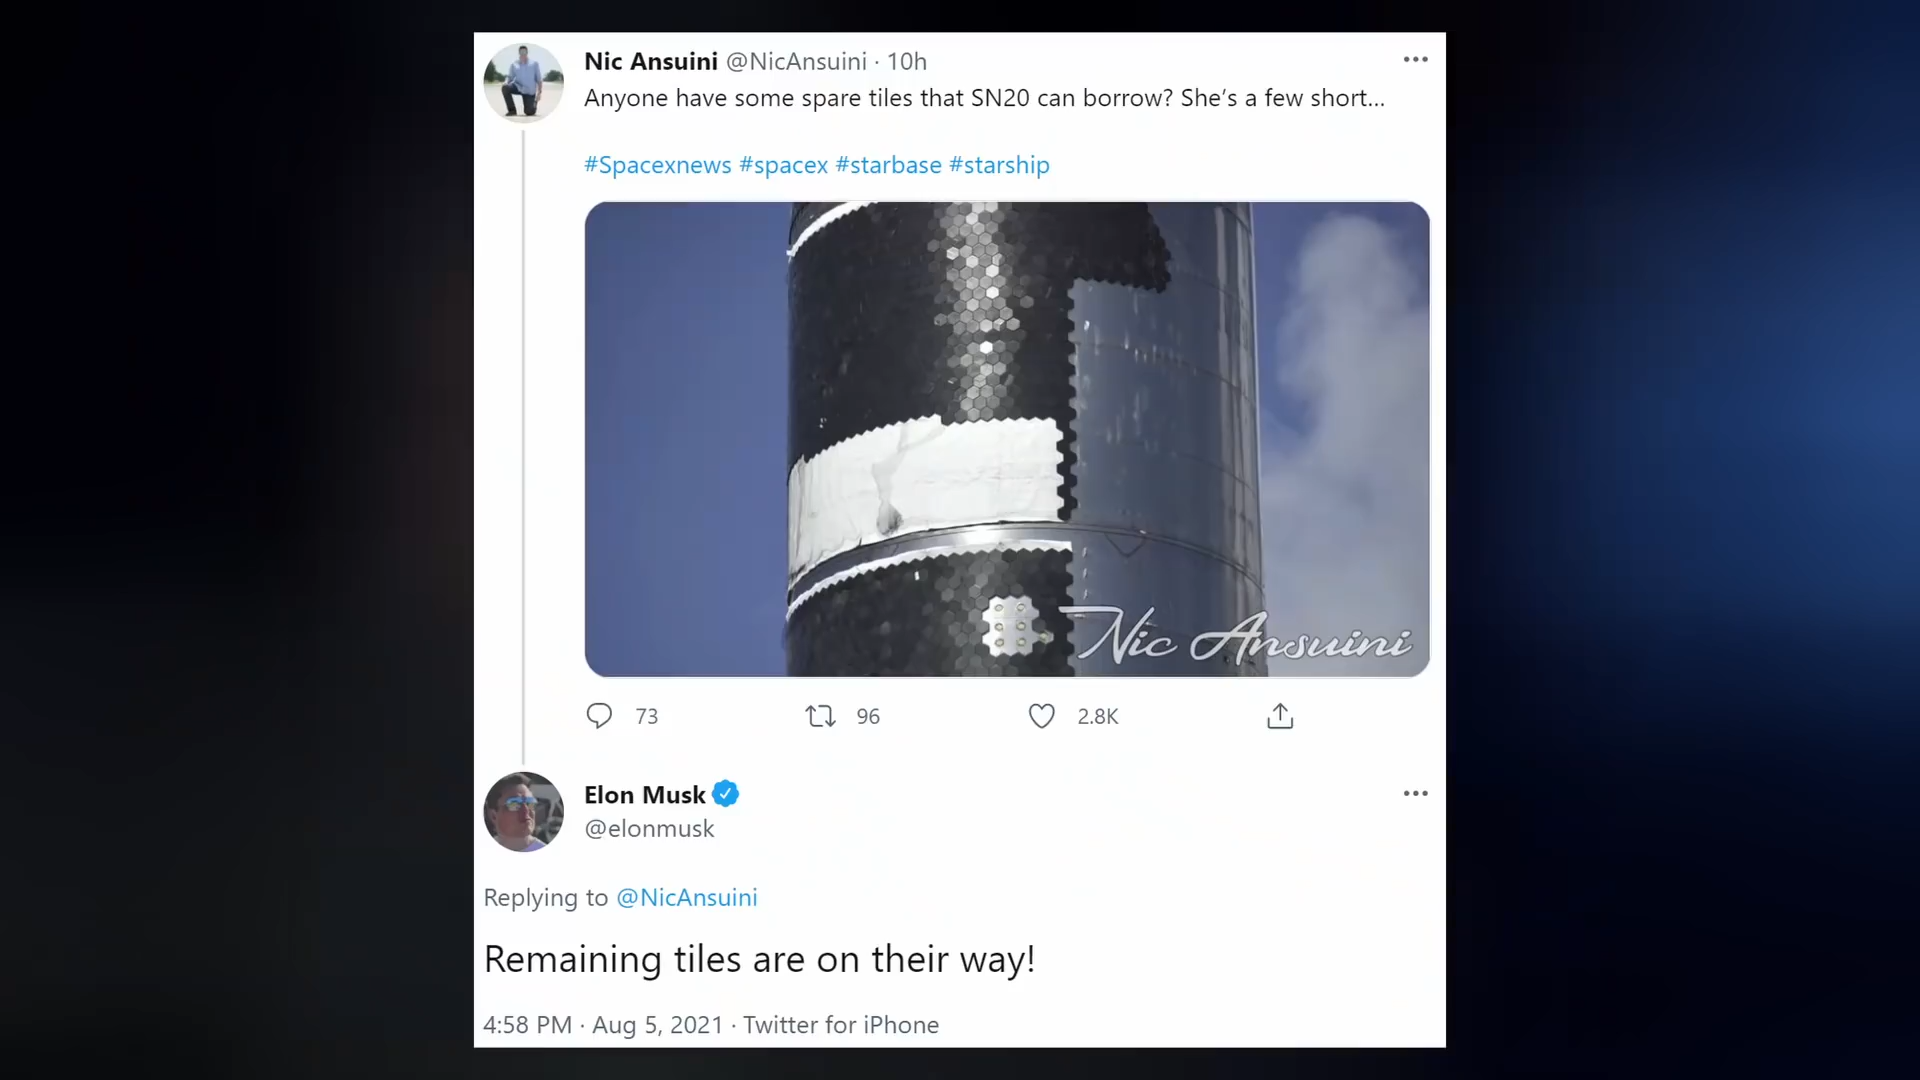 Nic Ansuini @NicAnsuini · 10h
Anyone have some spare tiles that SN20 can borrow? She’s a few short...
#Spacexnews #spacex #starbase #starship
Nic Ansuini
73 96 2.8K
Elon Musk
@elonmusk
Replying to @NicAnsuini
Remaining tiles are on their way!
4:58 PM · Aug 5, 2021 · Twitter for iPhone